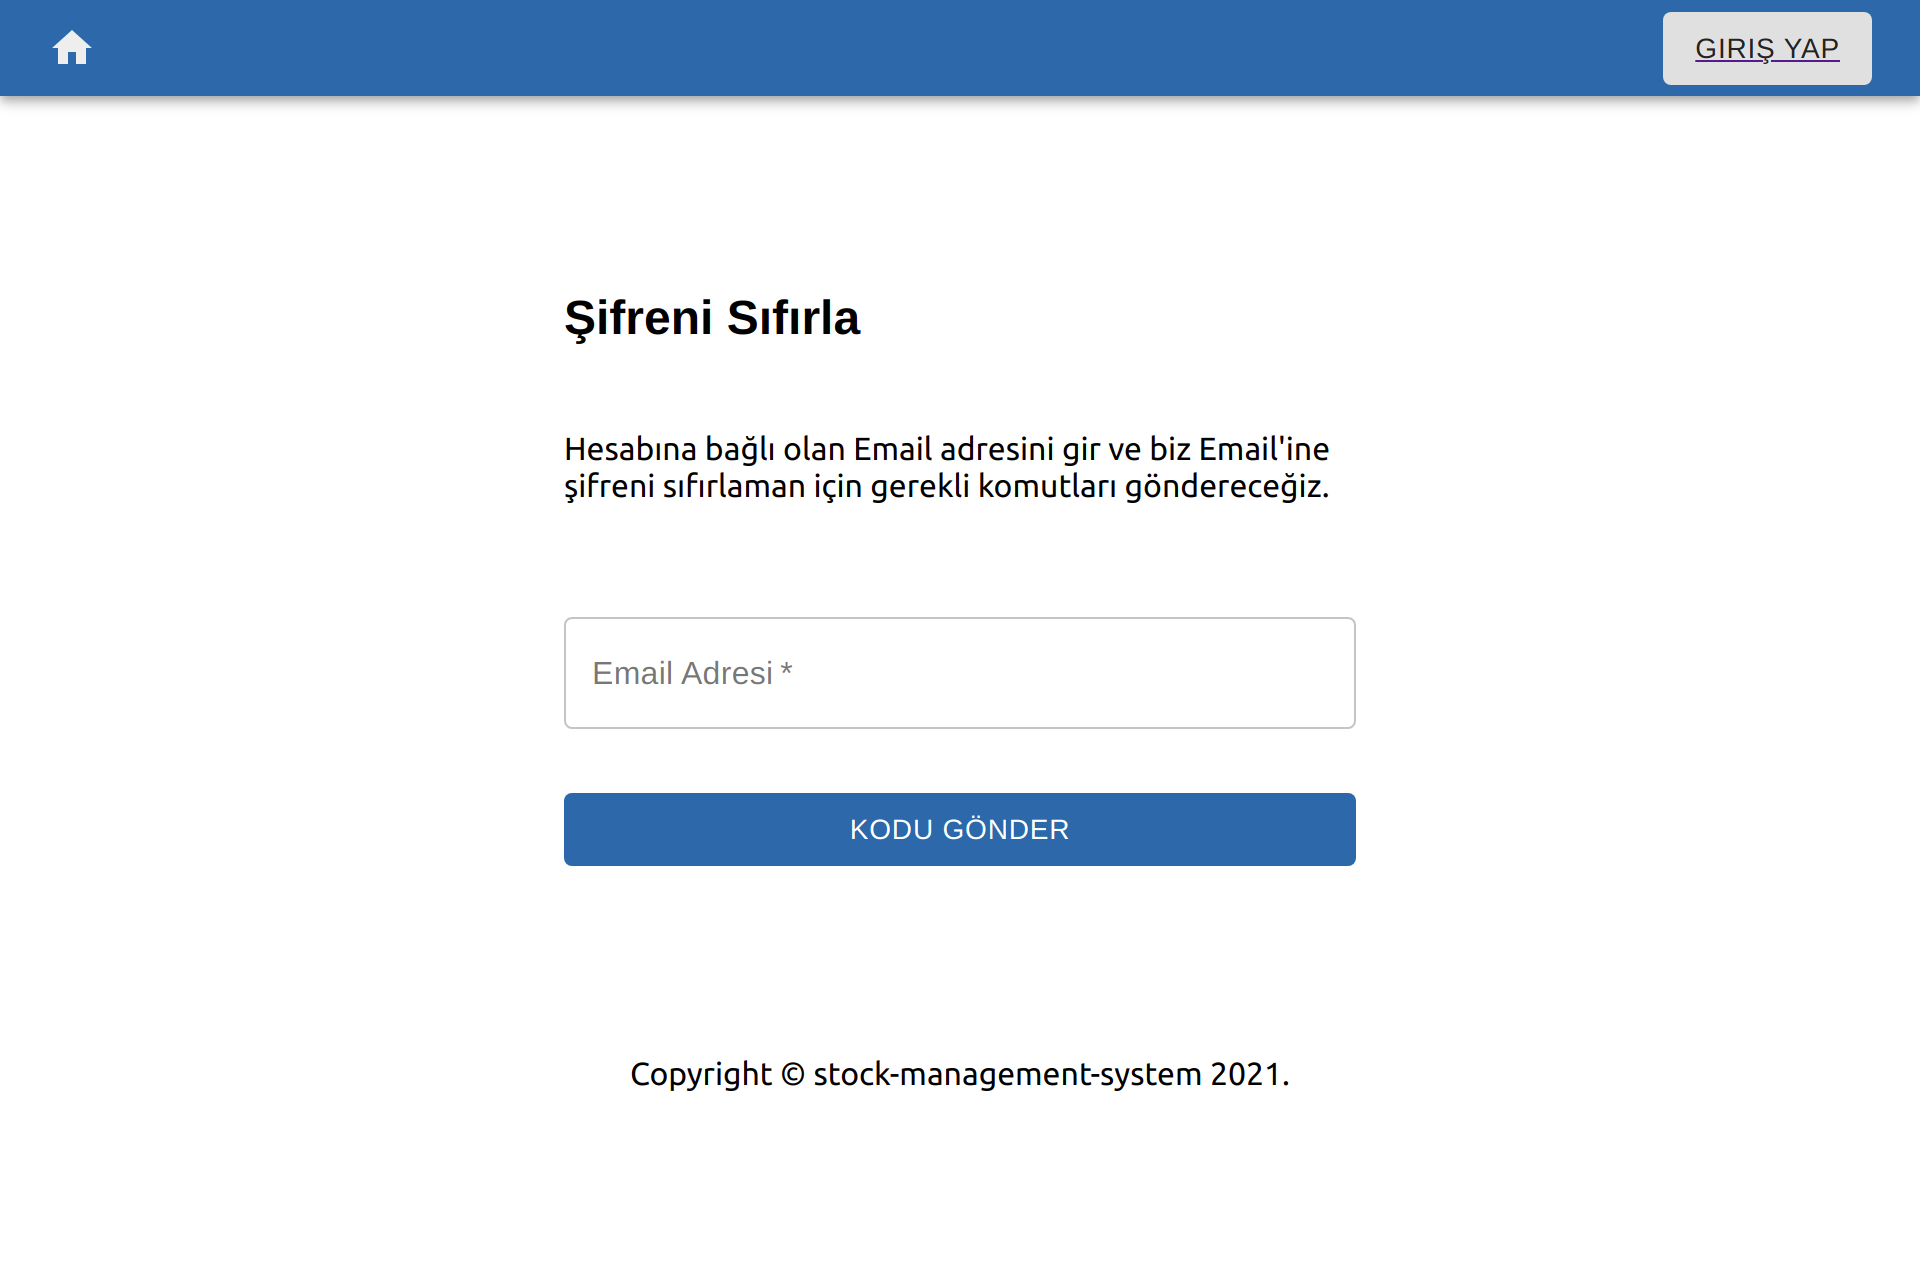 GIRIŞ YAP
Şifreni Sıfırla
Hesabına bağlı olan Email adresini gir ve biz Email'ine
şifreni sıfırlaman için gerekli komutları göndereceğiz.
Email Adresi *
KODU GÖNDER
Copyright © stock-management-system 2021.